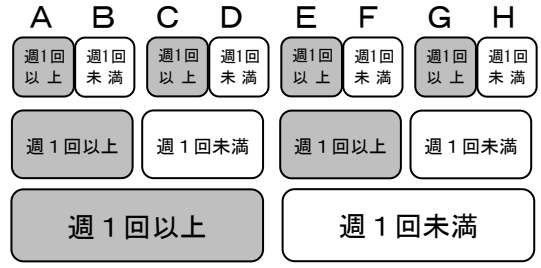 A B C D E F G H
週1回 週1回 週1回 週1回 週1回 週1回 週1回 週1回
以上 未満 以上 未満 以上 未満 以上 未満
週１回以上 週１回未満 週１回以上 週１回未満
週１回以上 週１回未満